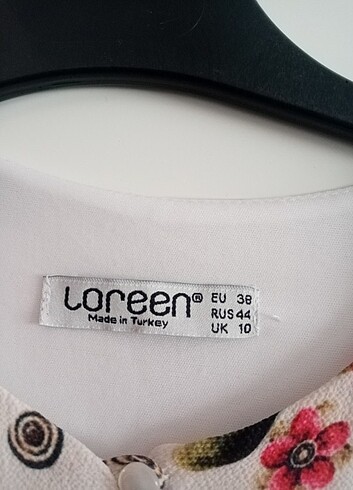 Loreen® EU 38
Made in Turkey RUS 44
UK 10